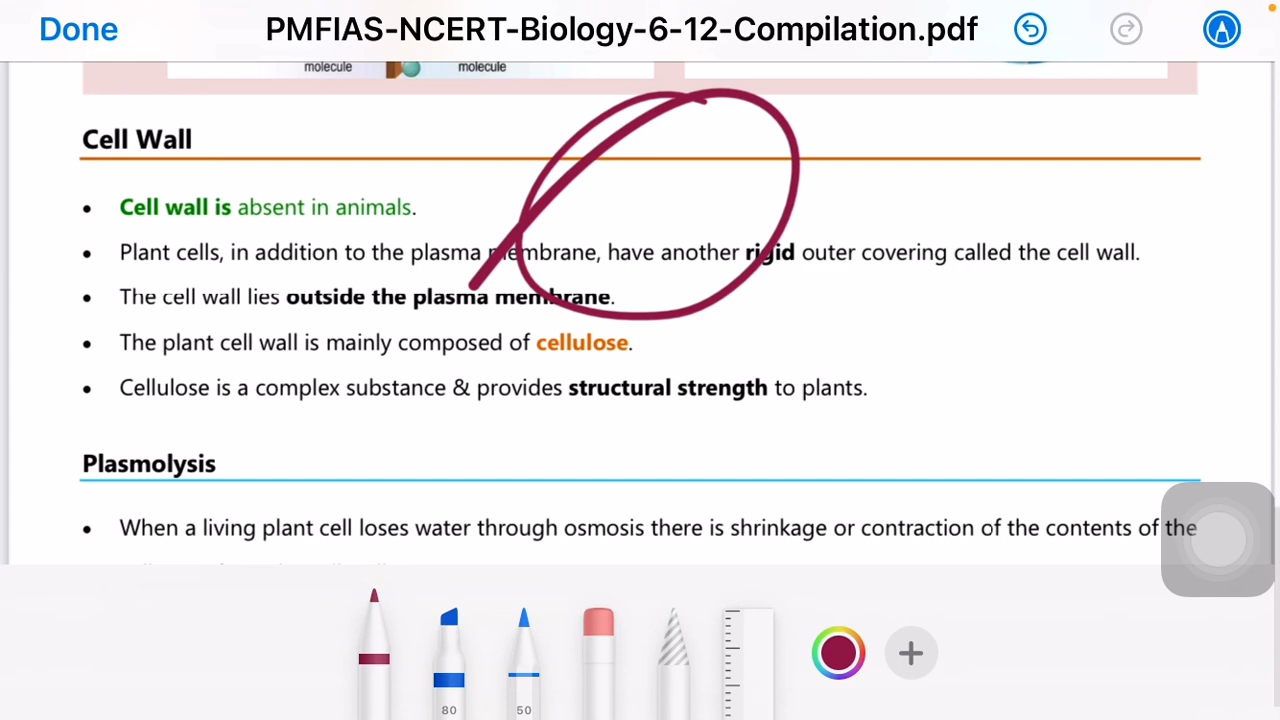 Done PMFIAS-NCERT-Biology-6-12-Compilation.pdf
molecule molecule
Cell Wall
• Cell wall is absent in animals.
• Plant cells, in addition to the plasma membrane, have another rigid outer covering called the cell wall.
• The cell wall lies outside the plasma membrane.
• The plant cell wall is mainly composed of cellulose.
• Cellulose is a complex substance & provides structural strength to plants.
Plasmolysis
• When a living plant cell loses water through osmosis there is shrinkage or contraction of the contents of the
80 50